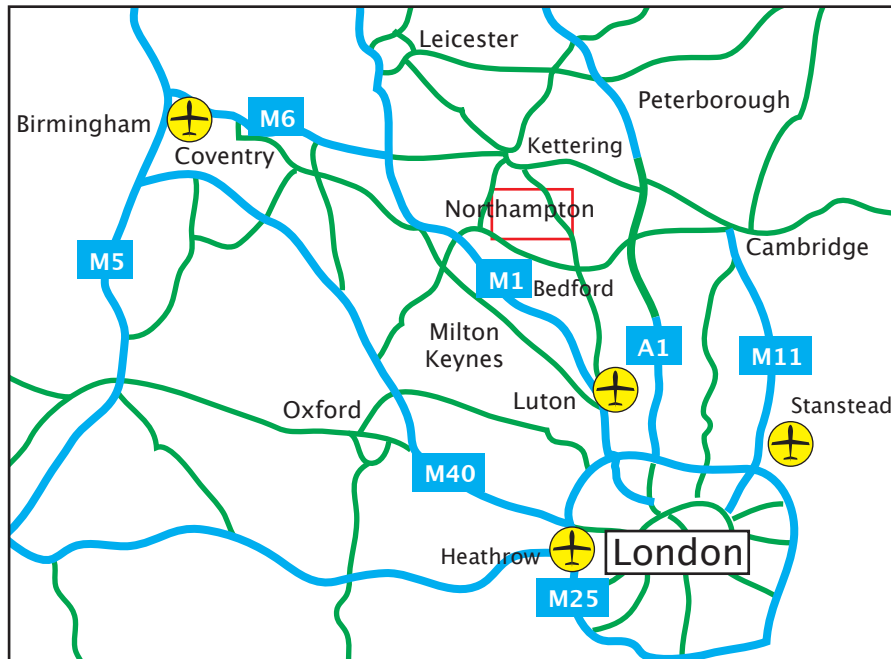 Leicester
Peterborough
Birmingham
M6
Coventry
Kettering
Northampton
Cambridge
M5
M1
Bedford
Milton
Keynes
A1
M11
Luton
Oxford
Stanstead
M40
Heathrow
London
M25